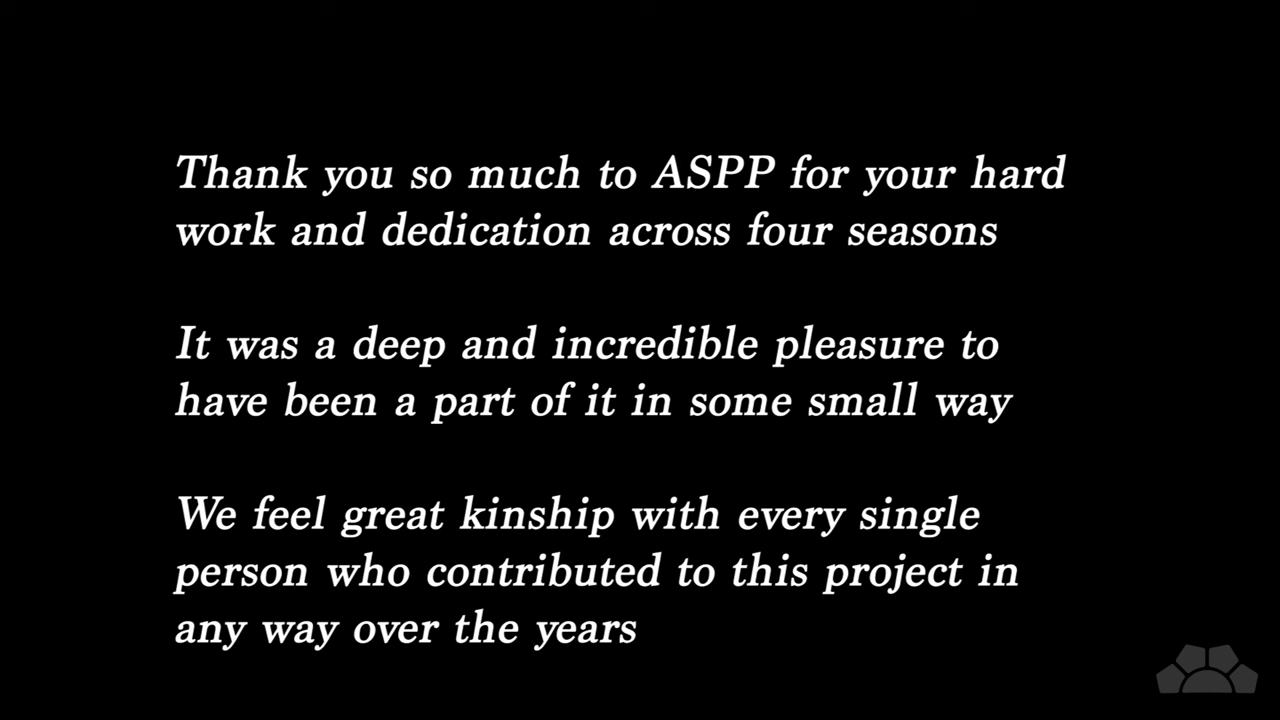 Thank you so much to ASPP for your hard
work and dedication across four seasons
It was a deep and incredible pleasure to
have been a part of it in some small way
We feel great kinship with every single
person who contributed to this project in
any way over the years